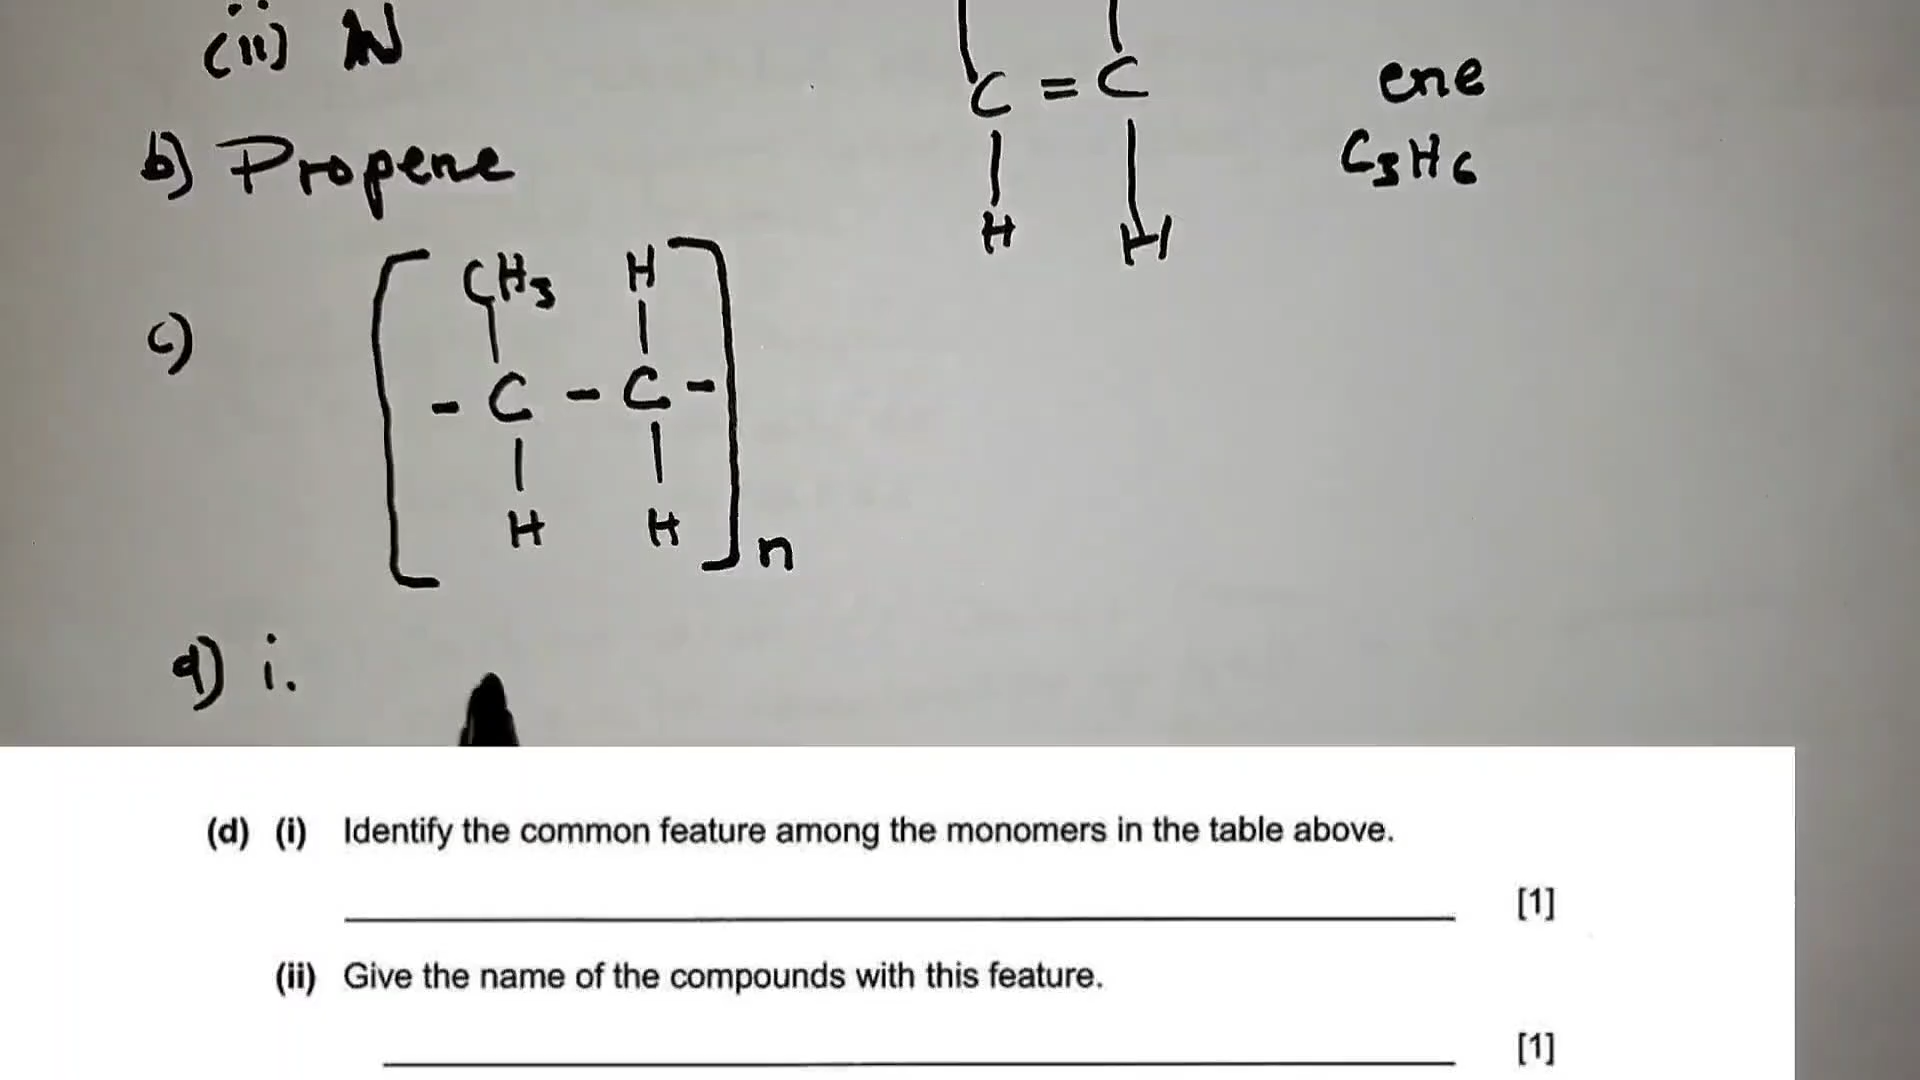 (ii) N
C = C
ene
b) Propene
C3H6
H H
c)
CH3 H
- C - C -
H H
n
d) i.
(d) (i) Identify the common feature among the monomers in the table above.
[1]
(ii) Give the name of the compounds with this feature.
[1]